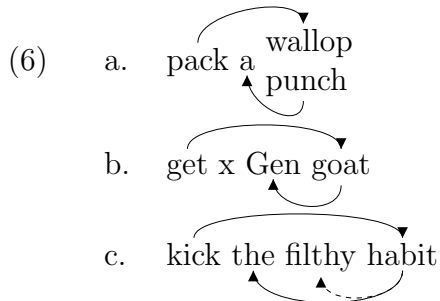 wallop
(6) a. pack a
punch
b. get x Gen goat
c. kick the filthy habit